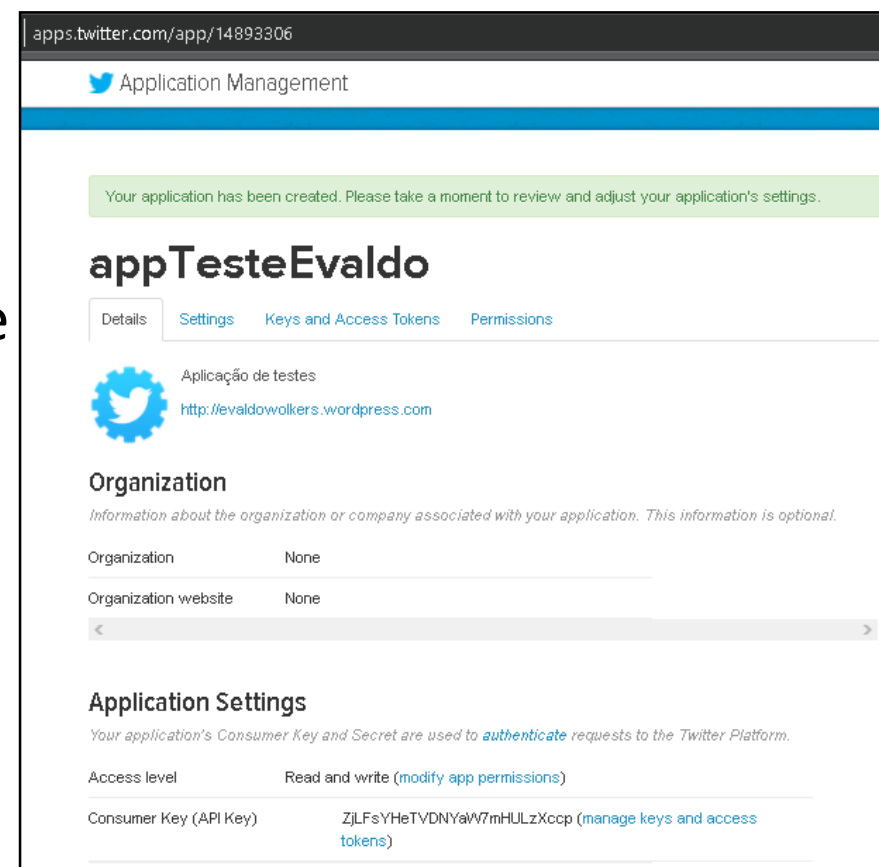 apps.twitter.com/app/14893306
Application Management
Your application has been created. Please take a moment to review and adjust your application's settings.
appTesteEvaldo
e
Details Settings Keys and Access Tokens Permissions
Aplicação de testes
http://evaldowolkers.wordpress.com
Organization
Information about the organization or company associated with your application. This information is optional.
Organization None
Organization website None
Application Settings
Your application's Consumer Key and Secret are used to authenticate requests to the Twitter Platform.
Access level Read and write (modify app permissions)
Consumer Key (API Key) ZjLFsYHeTVDNYaW7mHULzXccp (manage keys and access
tokens)